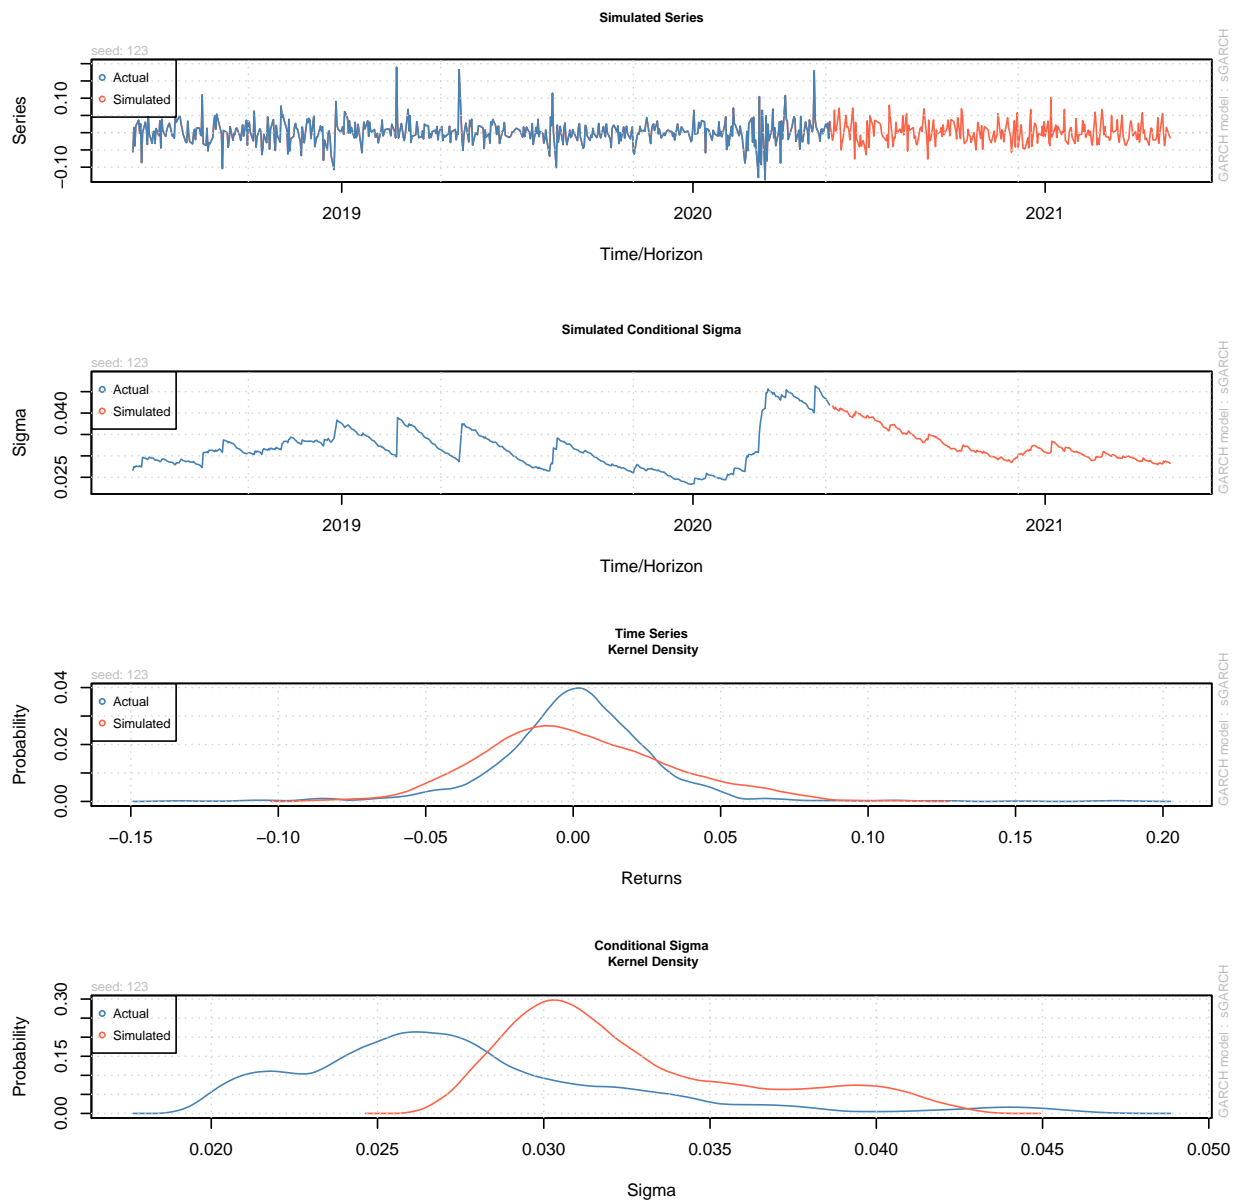 Simulated Series
seed: 123
Actual
Simulated
Series
0.10
−0.10
2019
2020
2021
Time/Horizon
GARCH model : sGARCH
Simulated Conditional Sigma
seed: 123
Actual
Simulated
Sigma
0.040
0.025
2019
2020
2021
Time/Horizon
GARCH model : sGARCH
Time Series
Kernel Density
seed: 123
Actual
Simulated
Probability
0.04
0.02
0.00
−0.15
−0.10
−0.05
0.00
0.05
0.10
0.15
0.20
Returns
GARCH model : sGARCH
Conditional Sigma
Kernel Density
seed: 123
Actual
Simulated
Probability
0.30
0.15
0.00
0.020
0.025
0.030
0.035
0.040
0.045
0.050
Sigma
GARCH model : sGARCH